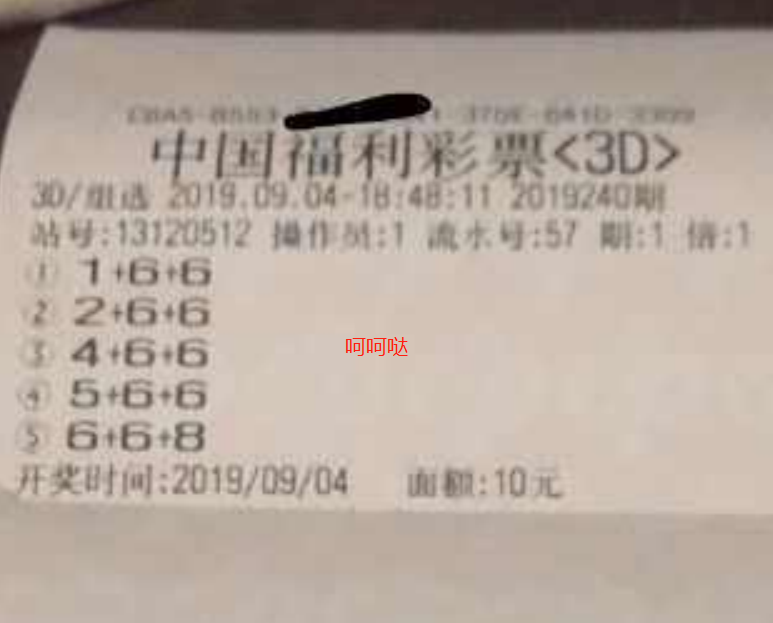 中国福利彩票<3D>
3D/组选 2019.09.04-18:48:11 2019240期
站号:13120512 操作员:1 流水号:57 期:1 倍:1
① 1+6+6
② 2+6+6
③ 4+6+6
呵呵哒
④ 5+6+6
⑤ 6+6+8
开奖时间:2019/09/04 面额:10元